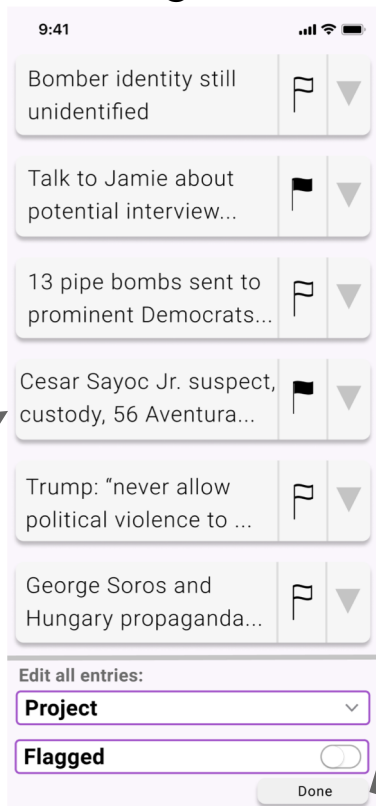 9:41
Bomber identity still
unidentified
Talk to Jamie about
potential interview...
13 pipe bombs sent to
prominent Democrats...
Cesar Sayoc Jr. suspect,
custody, 56 Aventura...
Trump: “never allow
political violence to ...
George Soros and
Hungary propaganda...
Edit all entries:
Project
Flagged
Done